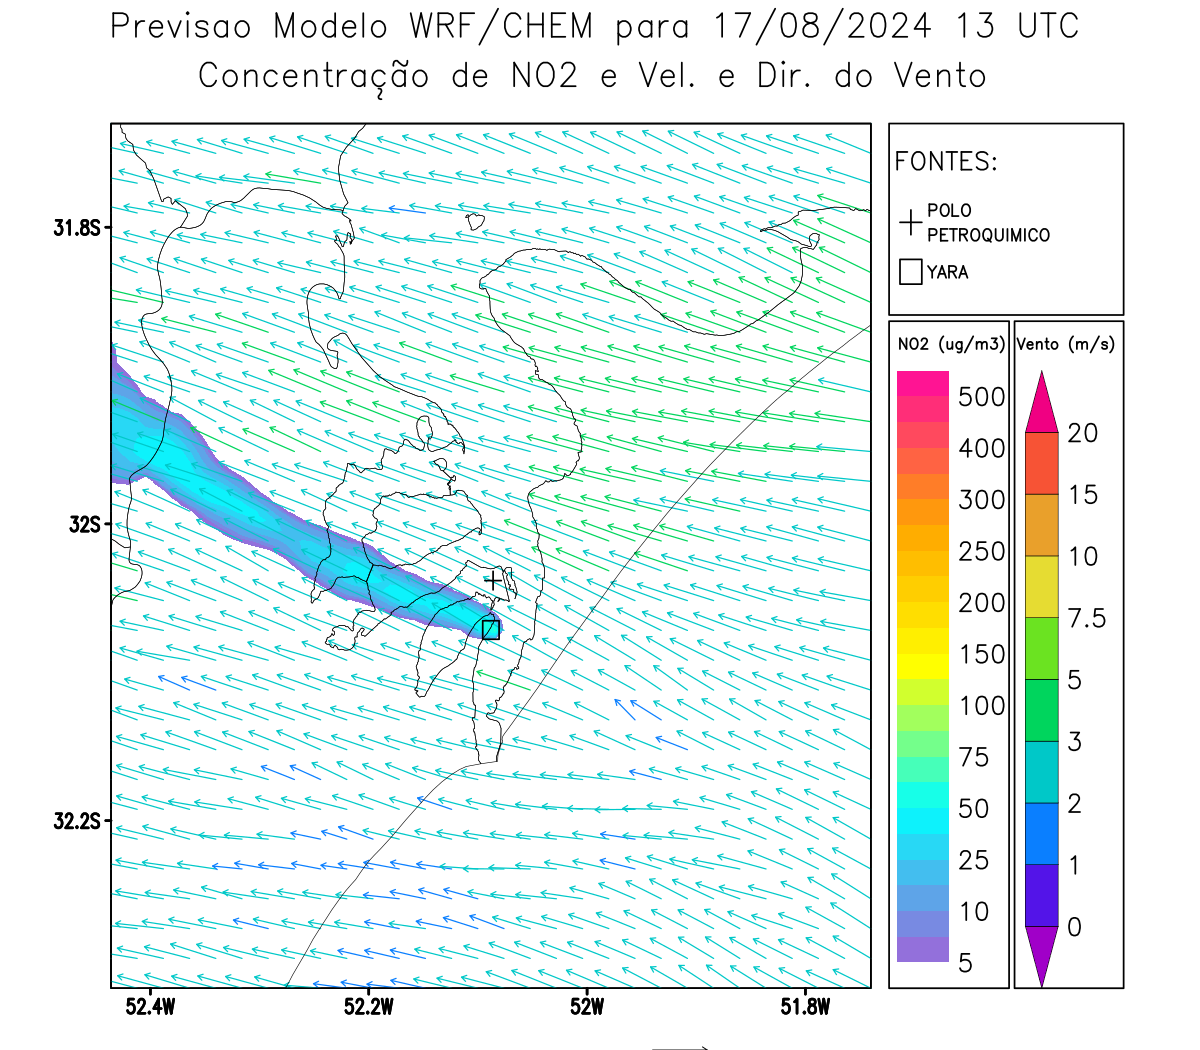 Previsao Modelo WRF/CHEM para 17/08/2024 13 UTC
Concentração de NO2 e Vel. e Dir. do Vento
FONTES:
POLO
PETROQUIMICO
YARA
31.8S
32S
32.2S
52.4W 52.2W 52W 51.8W
NO2 (ug/m3)
500
400
300
250
200
150
100
75
50
25
10
5
Vento (m/s)
20
15
10
7.5
5
3
2
1
0